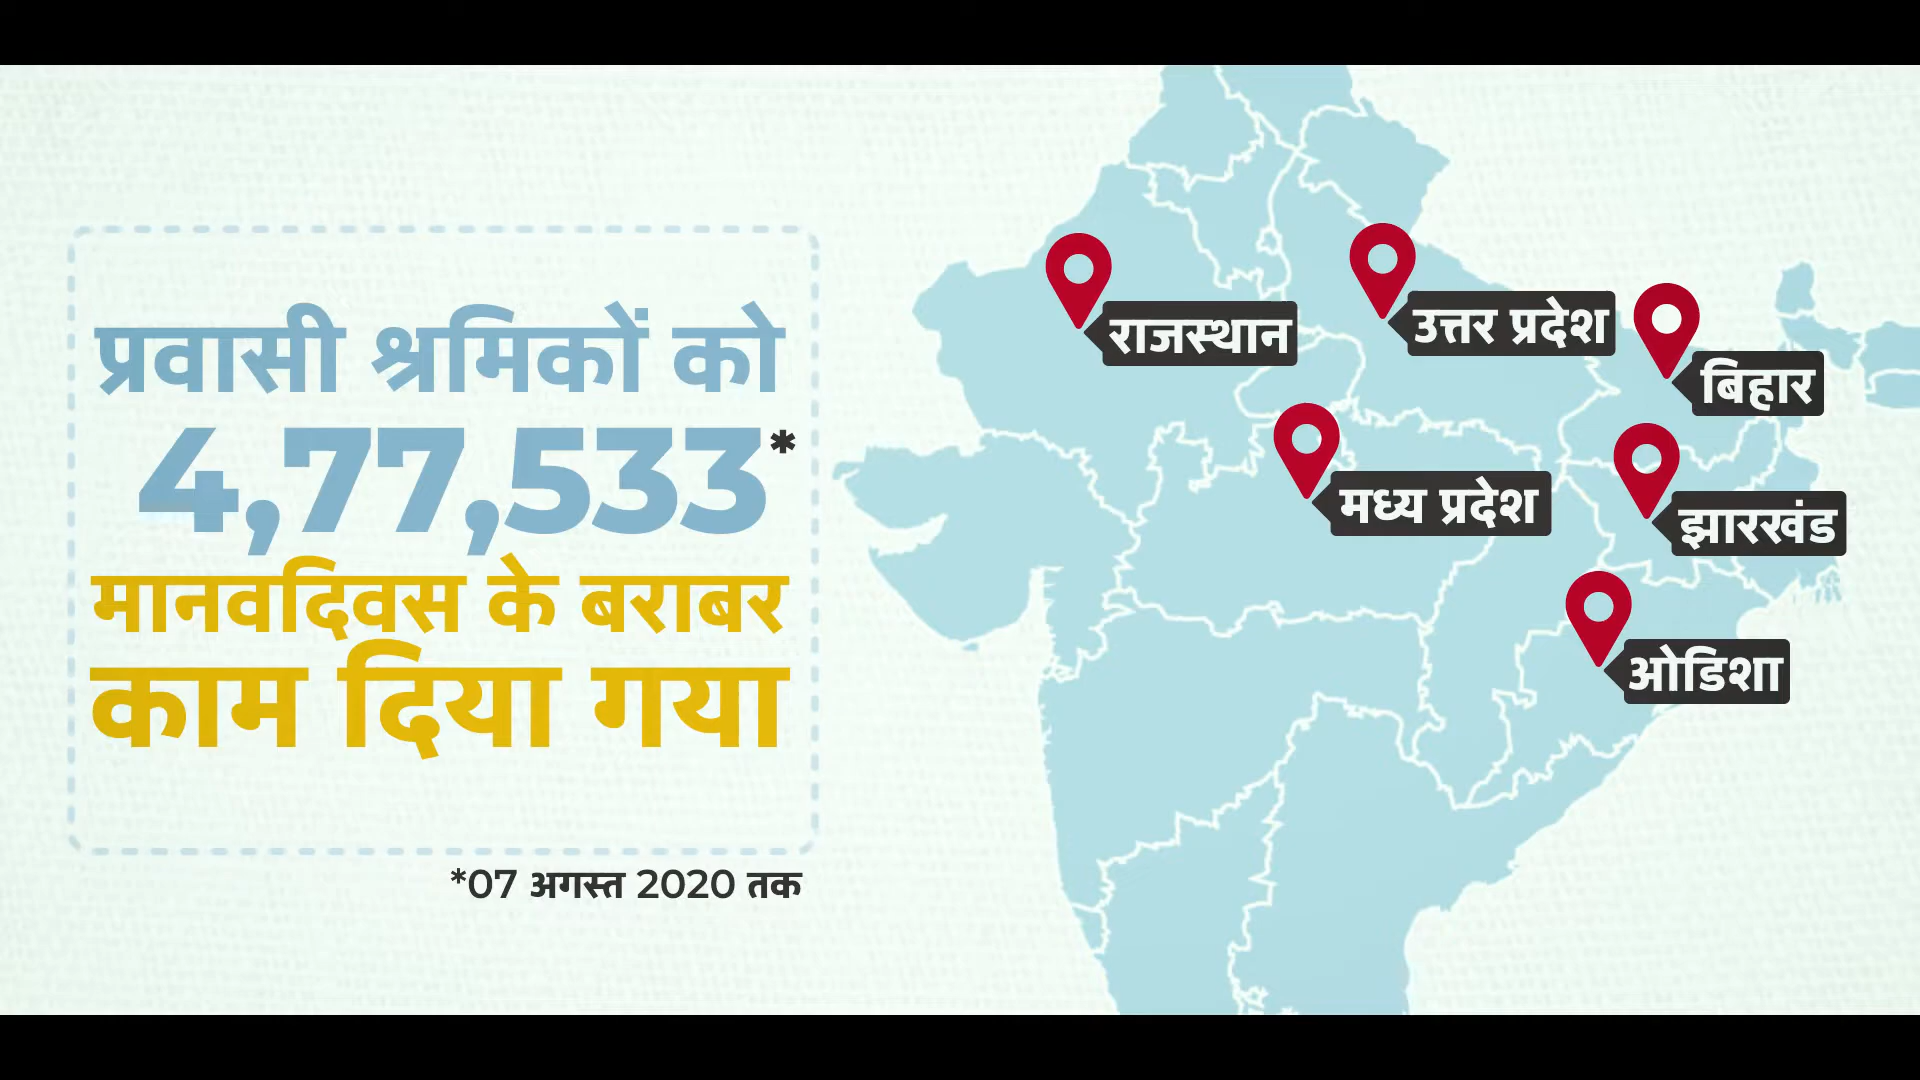 प्रवासी श्रमिकों को
4,77,533*
मानवदिवस के बराबर
काम दिया गया
*07 अगस्त 2020 तक
राजस्थान
उत्तर प्रदेश
बिहार
मध्य प्रदेश
झारखंड
ओडिशा